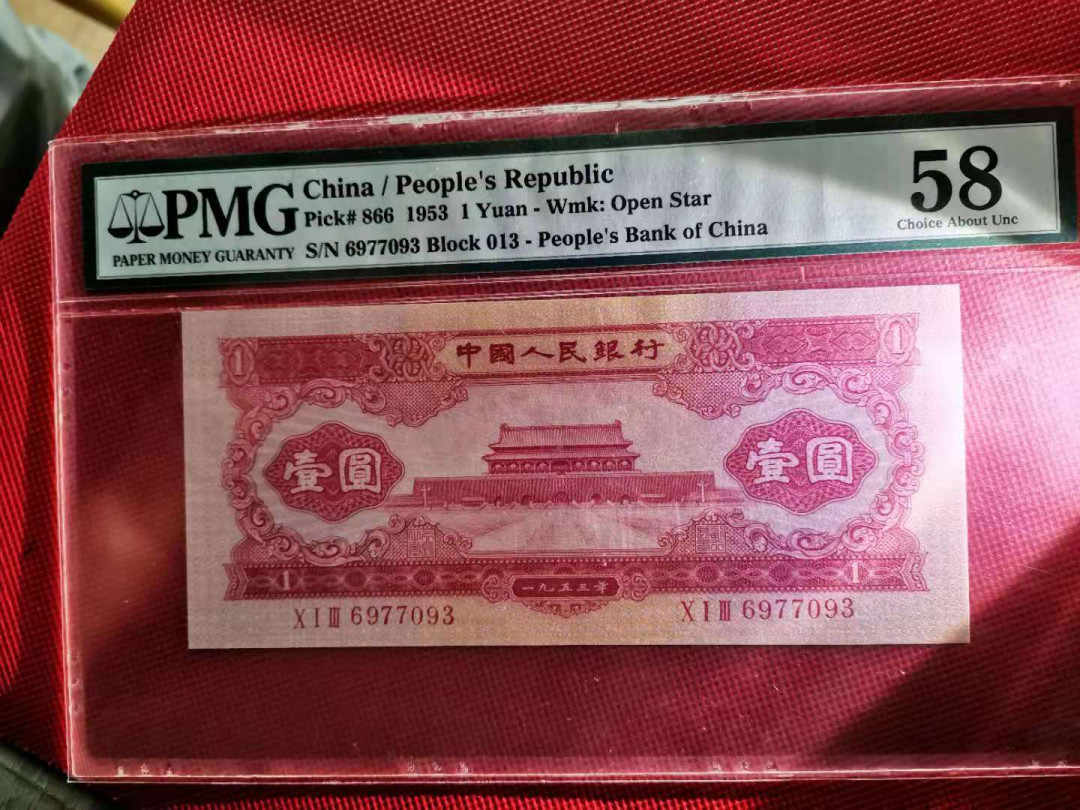 PMG
PAPER MONEY GUARANTY
China / People's Republic
Pick# 866 1953 1 Yuan - Wmk: Open Star
S/N 6977093 Block 013 - People's Bank of China
58
Choice About Unc
1 中國人民銀行 1
壹圓 壹圓
1 一九五三年 1
X I III 6977093 X I III 6977093